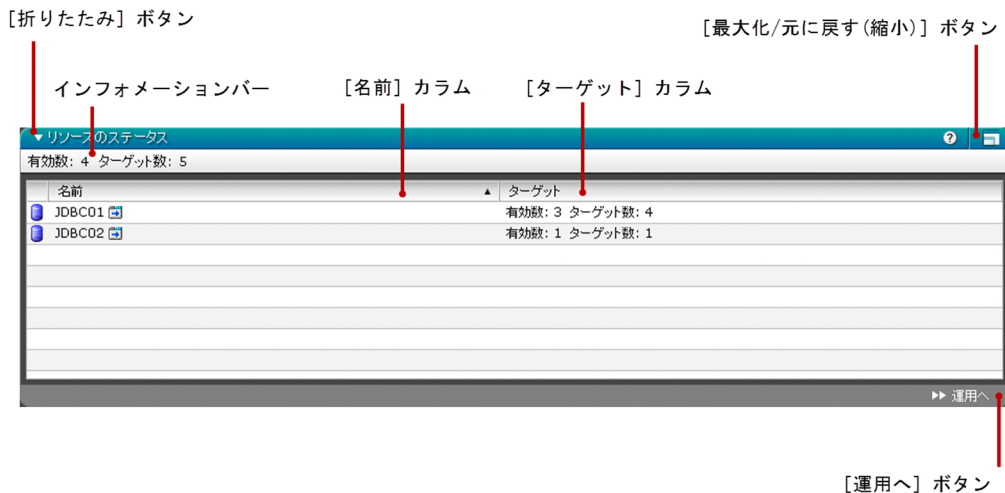 [折りたたみ] ボタン
[最大化/元に戻す(縮小)] ボタン
インフォメーションバー
[名前] カラム
[ターゲット] カラム
リソースのステータス
有効数: 4 ターゲット数: 5
名前 ターゲット
JDBC01 有効数: 3 ターゲット数: 4
JDBC02 有効数: 1 ターゲット数: 1
運用へ
[運用へ] ボタン